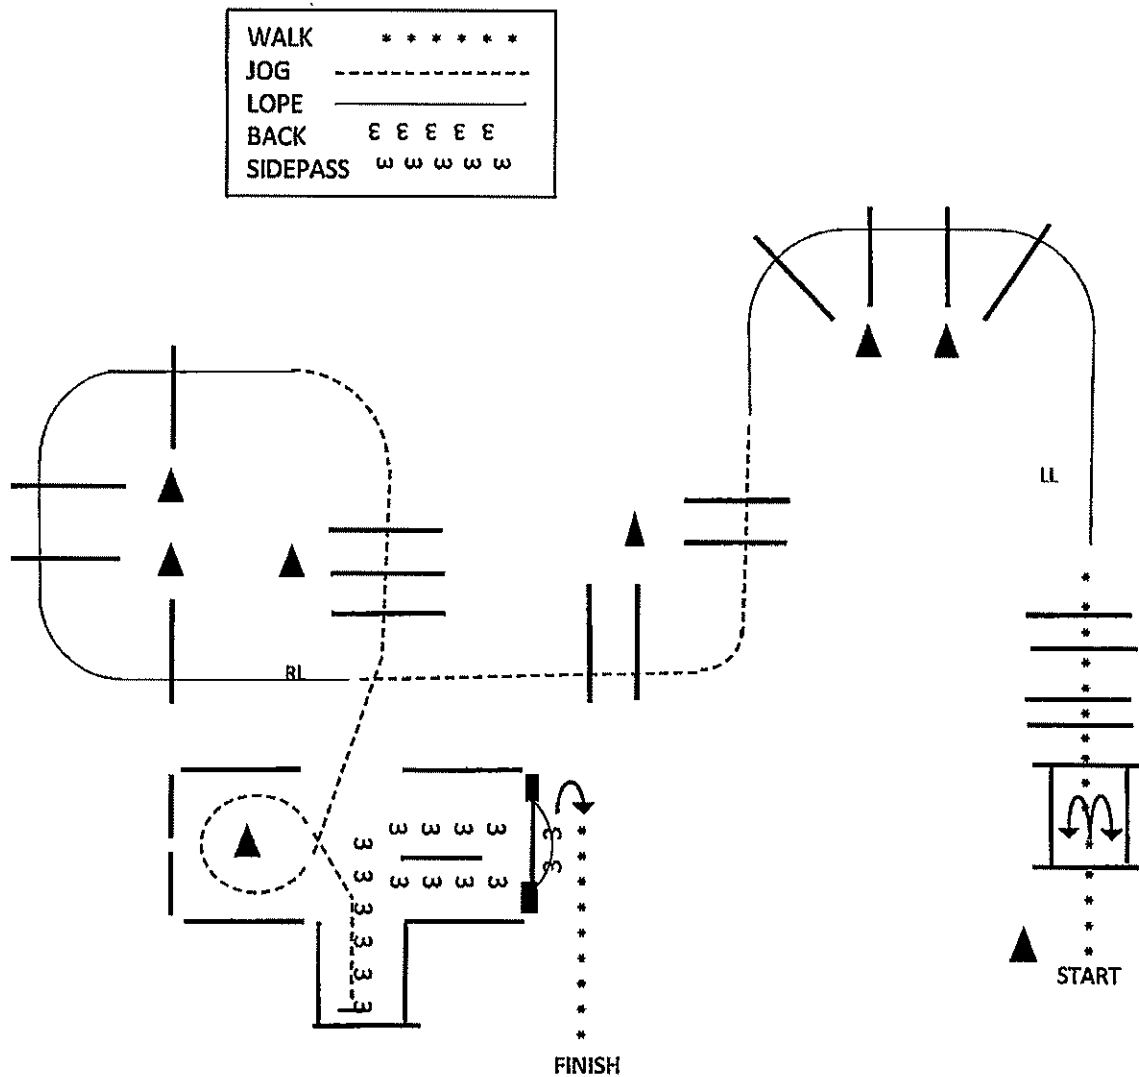 WALK * * * * * *
JOG
LOPE
BACK ε ε ε ε ε
SIDEPASS ω ω ω ω ω
LL
RL
START
FINISH